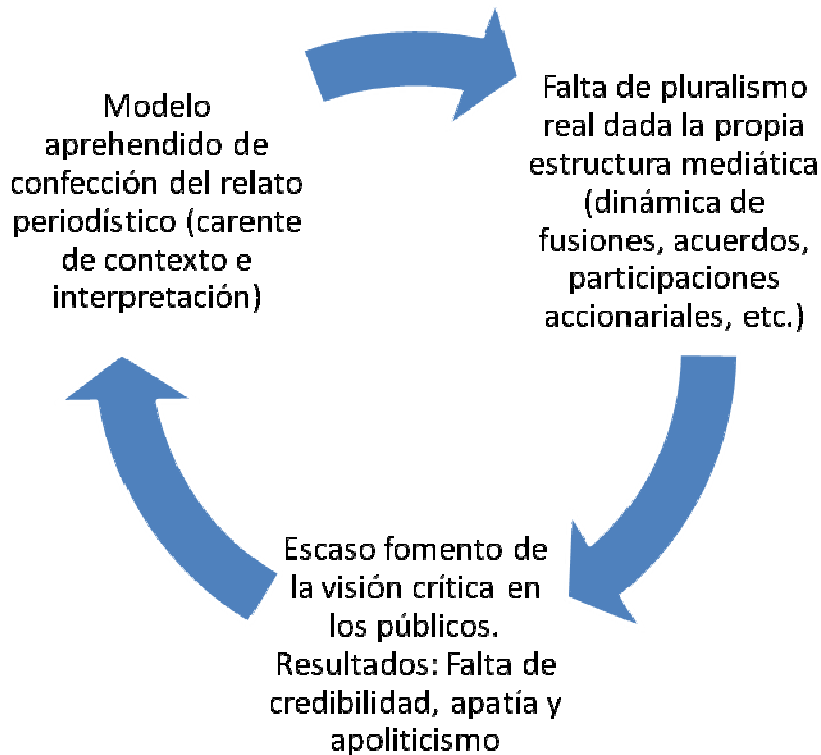 Modelo
aprehendido de
confección del relato
periodístico (carente
de contexto e
interpretación)
Falta de pluralismo
real dada la propia
estructura mediática
(dinámica de
fusiones, acuerdos,
participaciones
accionariales, etc.)
Escaso fomento de
la visión crítica en
los públicos.
Resultados: Falta de
credibilidad, apatía y
apoliticismo